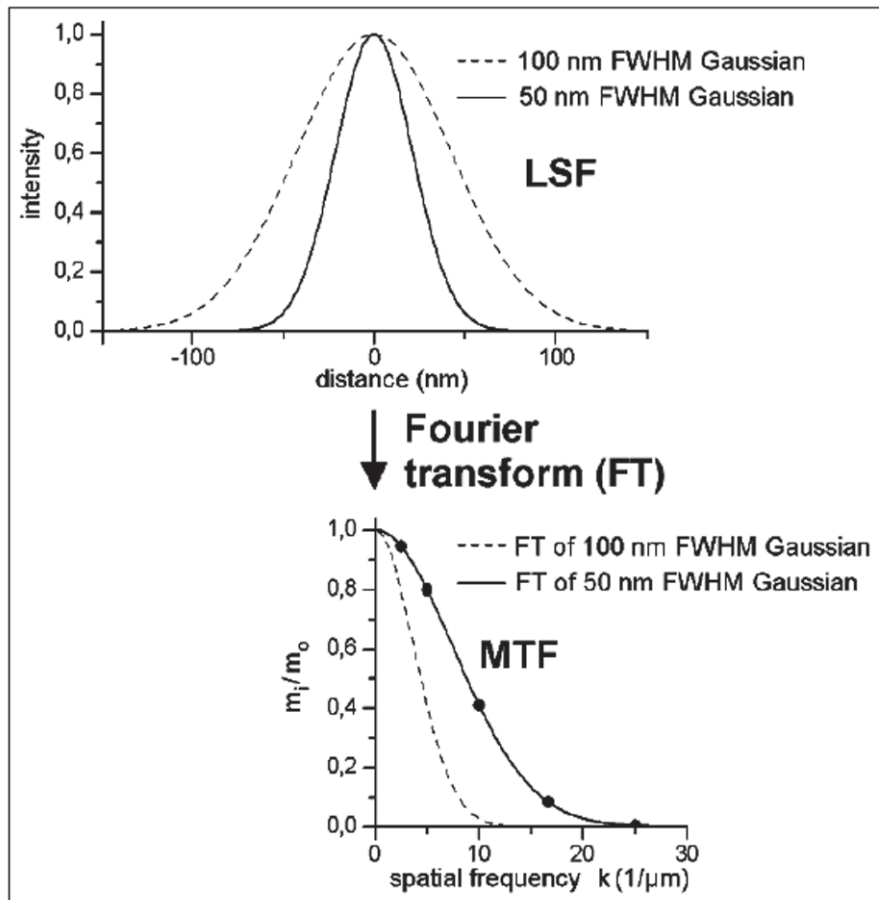 1,0
0,8
0,6
0,4
0,2
0,0
intensity
-100
0
100
distance (nm)
100 nm FWHM Gaussian
50 nm FWHM Gaussian
LSF
Fourier
transform (FT)
1,0
0,8
0,6
0,4
0,2
0,0
mᵢ/mₒ
0
10
20
30
spatial frequency k (1/µm)
FT of 100 nm FWHM Gaussian
FT of 50 nm FWHM Gaussian
MTF